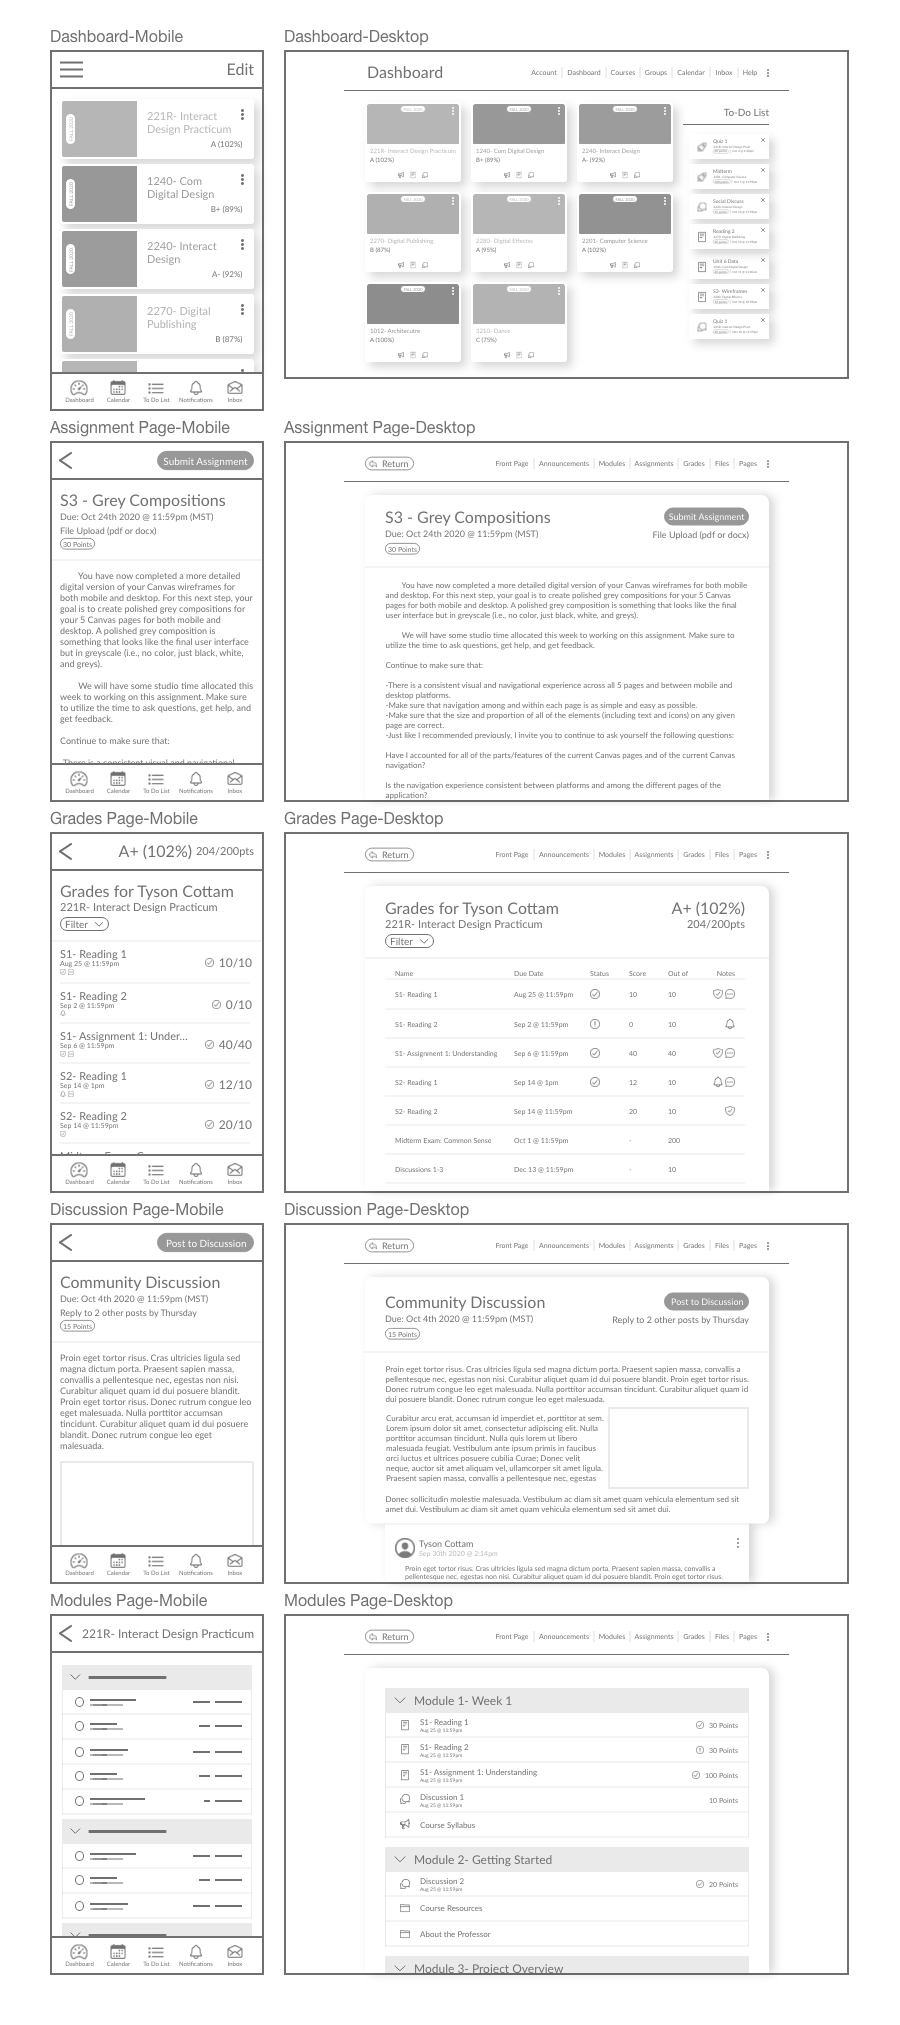 Dashboard-Mobile
Edit
FALL 2020
221R- Interact
Design Practicum
A (102%)
FALL 2020
1240- Com
Digital Design
B+ (89%)
FALL 2020
2240- Interact
Design
A- (92%)
FALL 2020
2270- Digital
Publishing
B (87%)
Dashboard
Calendar
To Do List
Notifications
Inbox
Dashboard-Desktop
Dashboard
Account
Dashboard
Courses
Groups
Calendar
Inbox
Help
FALL 2020
221R- Interact Design Practicum
A (102%)
FALL 2020
1240- Com Digital Design
B+ (89%)
FALL 2020
2240- Interact Design
A- (92%)
FALL 2020
2270- Digital Publishing
B (87%)
FALL 2020
2280- Digital Effectes
A (95%)
FALL 2020
2201- Computer Science
A (102%)
FALL 2020
1012- Architecutre
A (100%)
FALL 2020
3210- Dance
C (75%)
To-Do List
Quiz 1
Midterm
Social Discuss
Reading 2
Unit 6 Data
S2- Wireframes
Quiz 1
Assignment Page-Mobile
Submit Assignment
S3 - Grey Compositions
Due: Oct 24th 2020 @ 11:59pm (MST)
File Upload (pdf or docx)
30 Points
You have now completed a more detailed
digital version of your Canvas wireframes for
both mobile and desktop. For this next step, your
goal is to create polished grey compositions for
your 5 Canvas pages for both mobile and
desktop. A polished grey composition is
something that looks like the final user interface
but in greyscale (i.e., no color, just black, white,
and greys).
We will have some studio time allocated this
week to working on this assignment. Make sure
to utilize the time to ask questions, get help, and
get feedback.
Continue to make sure that:
-There is a consistent visual and navigational
Dashboard
Calendar
To Do List
Notifications
Inbox
Assignment Page-Desktop
Return
Front Page
Announcements
Modules
Assignments
Grades
Files
Pages
S3 - Grey Compositions
Due: Oct 24th 2020 @ 11:59pm (MST)
30 Points
Submit Assignment
File Upload (pdf or docx)
You have now completed a more detailed digital version of your Canvas wireframes for both mobile
and desktop. For this next step, your goal is to create polished grey compositions for your 5 Canvas
pages for both mobile and desktop. A polished grey composition is something that looks like the final
user interface but in greyscale (i.e., no color, just black, white, and greys).
We will have some studio time allocated this week to working on this assignment. Make sure to
utilize the time to ask questions, get help, and get feedback.
Continue to make sure that:
-There is a consistent visual and navigational experience across all 5 pages and between mobile and
desktop platforms.
-Make sure that navigation among and within each page is as simple and easy as possible.
-Make sure that the size and proportion of all of the elements (including text and icons) on any given
page are correct.
-Just like I recommended previously, I invite you to continue to ask yourself the following questions:
Have I accounted for all of the parts/features of the current Canvas pages and of the current Canvas
navigation?
Is the navigation experience consistent between platforms and among the different pages of the
application?
Grades Page-Mobile
A+ (102%) 204/200pts
Grades for Tyson Cottam
221R- Interact Design Practicum
Filter
S1- Reading 1
Aug 25 @ 11:59pm
10/10
S1- Reading 2
Sep 2 @ 11:59pm
0/10
S1- Assignment 1: Under...
Sep 6 @ 11:59pm
40/40
S2- Reading 1
Sep 14 @ 1pm
12/10
S2- Reading 2
Sep 14 @ 11:59pm
20/10
Dashboard
Calendar
To Do List
Notifications
Inbox
Grades Page-Desktop
Return
Front Page
Announcements
Modules
Assignments
Grades
Files
Pages
Grades for Tyson Cottam
221R- Interact Design Practicum
Filter
A+ (102%)
204/200pts
Name Due Date Status Score Out of Notes
S1- Reading 1 Aug 25 @ 11:59pm 10 10
S1- Reading 2 Sep 2 @ 11:59pm 0 10
S1- Assignment 1: Understanding Sep 6 @ 11:59pm 40 40
S2- Reading 1 Sep 14 @ 1pm 12 10
S2- Reading 2 Sep 14 @ 11:59pm 20 10
Midterm Exam: Common Sense Oct 1 @ 11:59pm - 200
Discussions 1-3 Dec 13 @ 11:59pm - 10
Discussion Page-Mobile
Post to Discussion
Community Discussion
Due: Oct 4th 2020 @ 11:59pm (MST)
Reply to 2 other posts by Thursday
15 Points
Proin eget tortor risus. Cras ultricies ligula sed
magna dictum porta. Praesent sapien massa,
convallis a pellentesque nec, egestas non nisi.
Curabitur aliquet quam id dui posuere blandit.
Proin eget tortor risus. Donec rutrum congue leo
eget malesuada. Nulla porttitor accumsan
tincidunt. Curabitur aliquet quam id dui posuere
blandit. Donec rutrum congue leo eget
malesuada.
Dashboard
Calendar
To Do List
Notifications
Inbox
Discussion Page-Desktop
Return
Front Page
Announcements
Modules
Assignments
Grades
Files
Pages
Community Discussion
Due: Oct 4th 2020 @ 11:59pm (MST)
15 Points
Post to Discussion
Reply to 2 other posts by Thursday
Proin eget tortor risus. Cras ultricies ligula sed magna dictum porta. Praesent sapien massa, convallis a
pellentesque nec, egestas non nisi. Curabitur aliquet quam id dui posuere blandit. Proin eget tortor risus.
Donec rutrum congue leo eget malesuada. Nulla porttitor accumsan tincidunt. Curabitur aliquet quam id
dui posuere blandit. Donec rutrum congue leo eget malesuada.
Curabitur arcu erat, accumsan id imperdiet et, porttitor at sem.
Lorem ipsum dolor sit amet, consectetur adipiscing elit. Nulla
porttitor accumsan tincidunt. Nulla quis lorem ut libero
malesuada feugiat. Vestibulum ante ipsum primis in faucibus
orci luctus et ultrices posuere cubilia Curae; Donec velit
neque, auctor sit amet aliquam vel, ullamcorper sit amet ligula.
Praesent sapien massa, convallis a pellentesque nec, egestas
Donec sollicitudin molestie malesuada. Vestibulum ac diam sit amet quam vehicula elementum sed sit
amet dui. Vestibulum ac diam sit amet quam vehicula elementum sed sit amet dui.
Tyson Cottam
Sep 30th 2020 @ 2:14pm
Proin eget tortor risus. Cras ultricies ligula sed magna dictum porta. Praesent sapien massa, convallis a
pellentesque nec, egestas non nisi. Curabitur aliquet quam id dui posuere blandit. Proin eget tortor risus.
Modules Page-Mobile
221R- Interact Design Practicum
Dashboard
Calendar
To Do List
Notifications
Inbox
Modules Page-Desktop
Return
Front Page
Announcements
Modules
Assignments
Grades
Files
Pages
Module 1- Week 1
S1- Reading 1
Aug 25 @ 11:59pm
30 Points
S1- Reading 2
Aug 25 @ 11:59pm
30 Points
S1- Assignment 1: Understanding
Aug 25 @ 11:59pm
100 Points
Discussion 1
Aug 25 @ 11:59pm
10 Points
Course Syllabus
Module 2- Getting Started
Discussion 2
Aug 25 @ 11:59pm
20 Points
Course Resources
About the Professor
Module 3- Project Overview